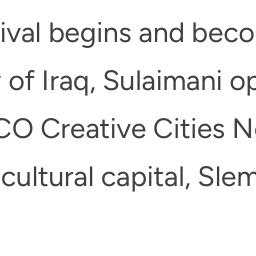 ival begins and beco
of Iraq, Sulaimani op
CO Creative Cities N
cultural capital, Slem